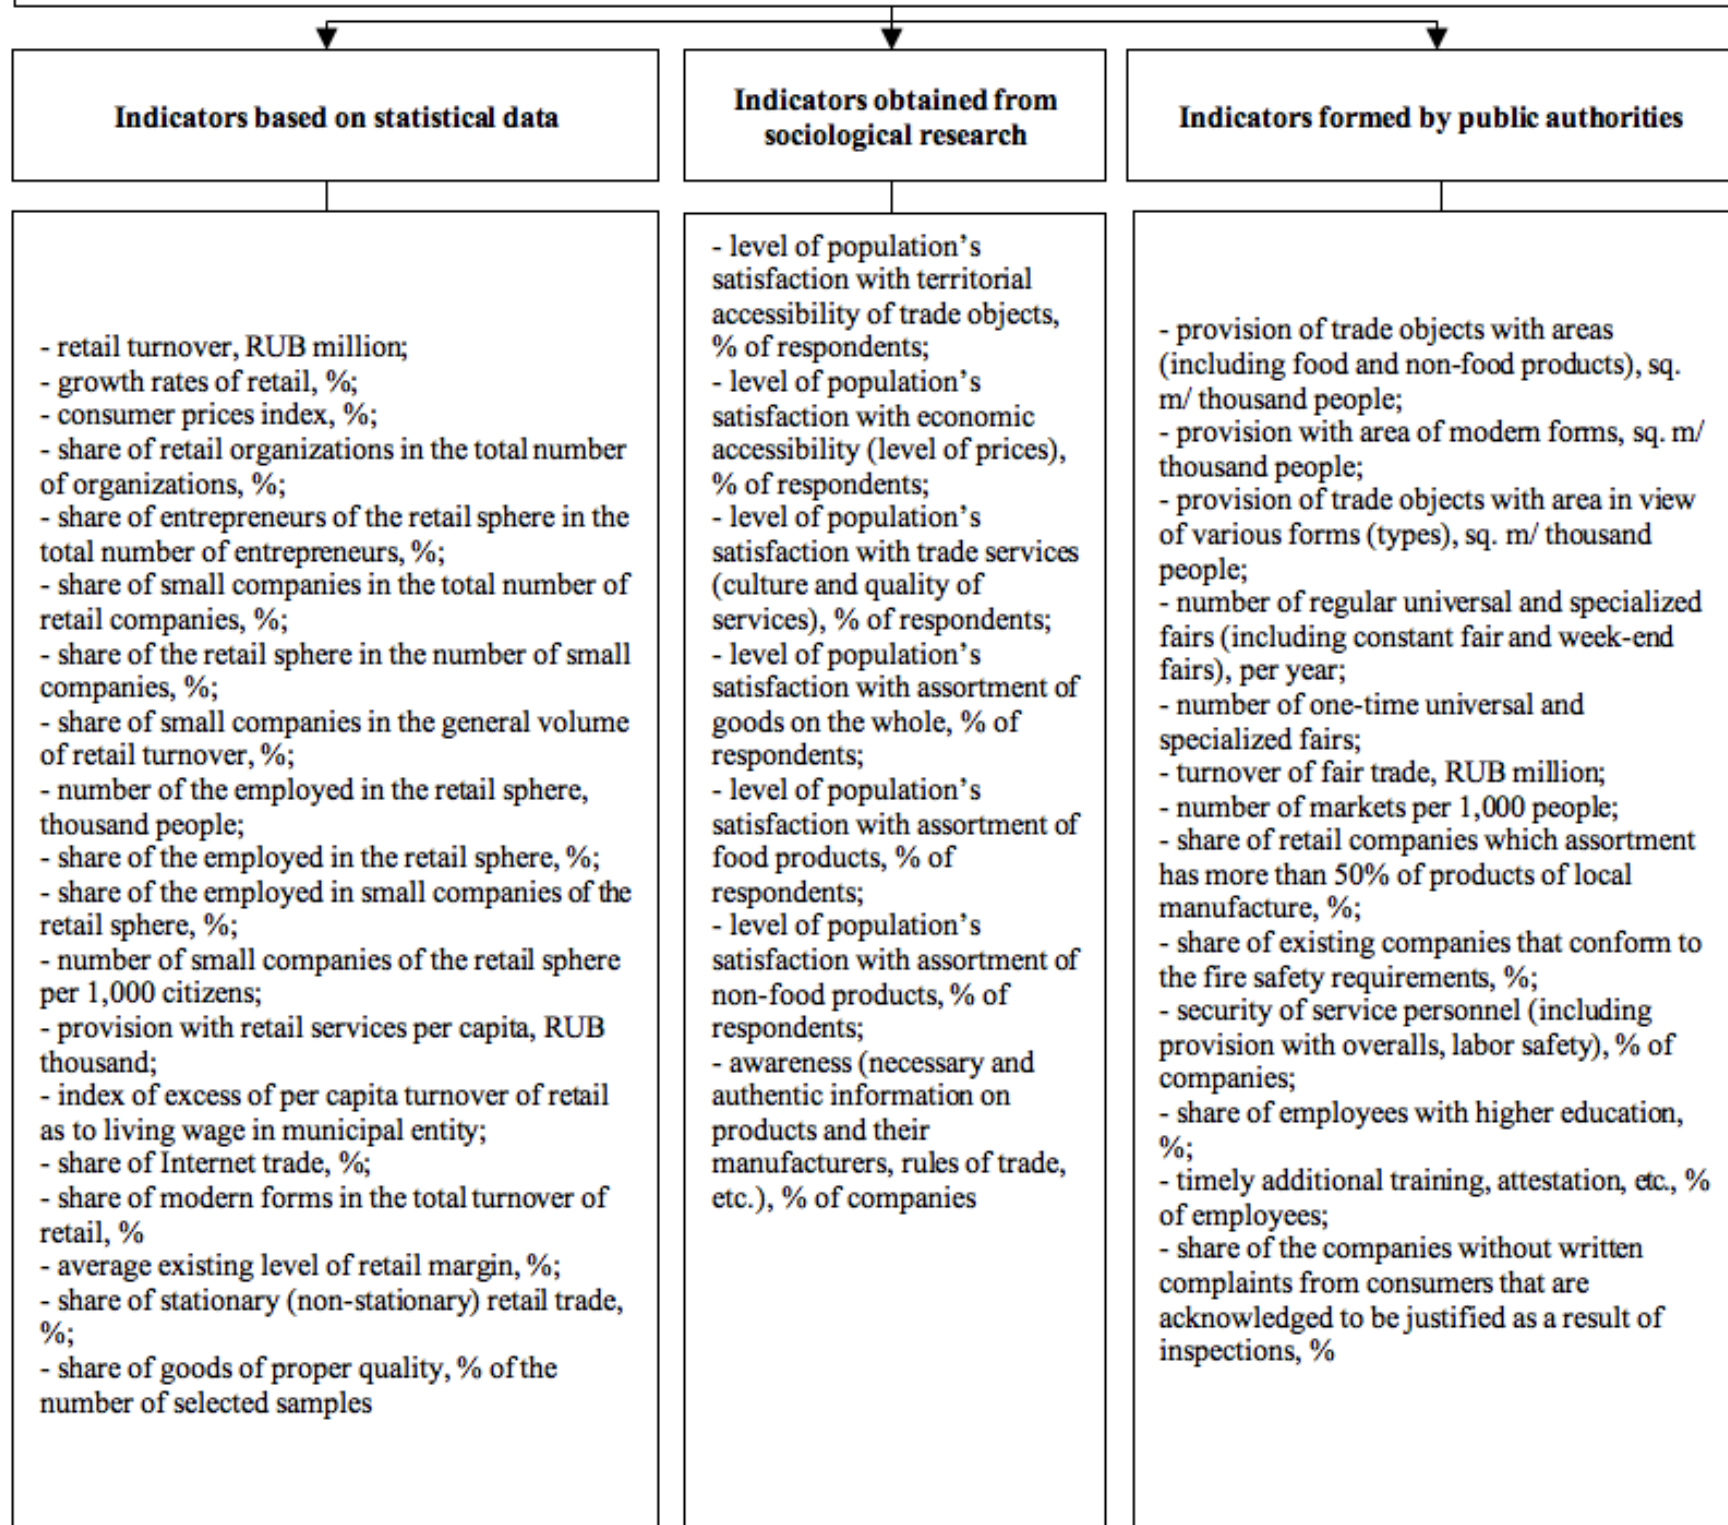 Indicators based on statistical data
Indicators obtained from
sociological research
Indicators formed by public authorities
- retail turnover, RUB million;
- growth rates of retail, %;
- consumer prices index, %;
- share of retail organizations in the total number
of organizations, %;
- share of entrepreneurs of the retail sphere in the
total number of entrepreneurs, %;
- share of small companies in the total number of
retail companies, %;
- share of the retail sphere in the number of small
companies, %;
- share of small companies in the general volume
of retail turnover, %;
- number of the employed in the retail sphere,
thousand people;
- share of the employed in the retail sphere, %;
- share of the employed in small companies of the
retail sphere, %;
- number of small companies of the retail sphere
per 1,000 citizens;
- provision with retail services per capita, RUB
thousand;
- index of excess of per capita turnover of retail
as to living wage in municipal entity;
- share of Internet trade, %;
- share of modern forms in the total turnover of
retail, %
- average existing level of retail margin, %;
- share of stationary (non-stationary) retail trade,
%;
- share of goods of proper quality, % of the
number of selected samples
- level of population’s
satisfaction with territorial
accessibility of trade objects,
% of respondents;
- level of population’s
satisfaction with economic
accessibility (level of prices),
% of respondents;
- level of population’s
satisfaction with trade services
(culture and quality of
services), % of respondents;
- level of population’s
satisfaction with assortment of
goods on the whole, % of
respondents;
- level of population’s
satisfaction with assortment of
food products, % of
respondents;
- level of population’s
satisfaction with assortment of
non-food products, % of
respondents;
- awareness (necessary and
authentic information on
products and their
manufacturers, rules of trade,
etc.), % of companies
- provision of trade objects with areas
(including food and non-food products), sq.
m/ thousand people;
- provision with area of modern forms, sq. m/
thousand people;
- provision of trade objects with area in view
of various forms (types), sq. m/ thousand
people;
- number of regular universal and specialized
fairs (including constant fair and week-end
fairs), per year;
- number of one-time universal and
specialized fairs;
- turnover of fair trade, RUB million;
- number of markets per 1,000 people;
- share of retail companies which assortment
has more than 50% of products of local
manufacture, %;
- share of existing companies that conform to
the fire safety requirements, %;
- security of service personnel (including
provision with overalls, labor safety), % of
companies;
- share of employees with higher education,
%;
- timely additional training, attestation, etc., %
of employees;
- share of the companies without written
complaints from consumers that are
acknowledged to be justified as a result of
inspections, %